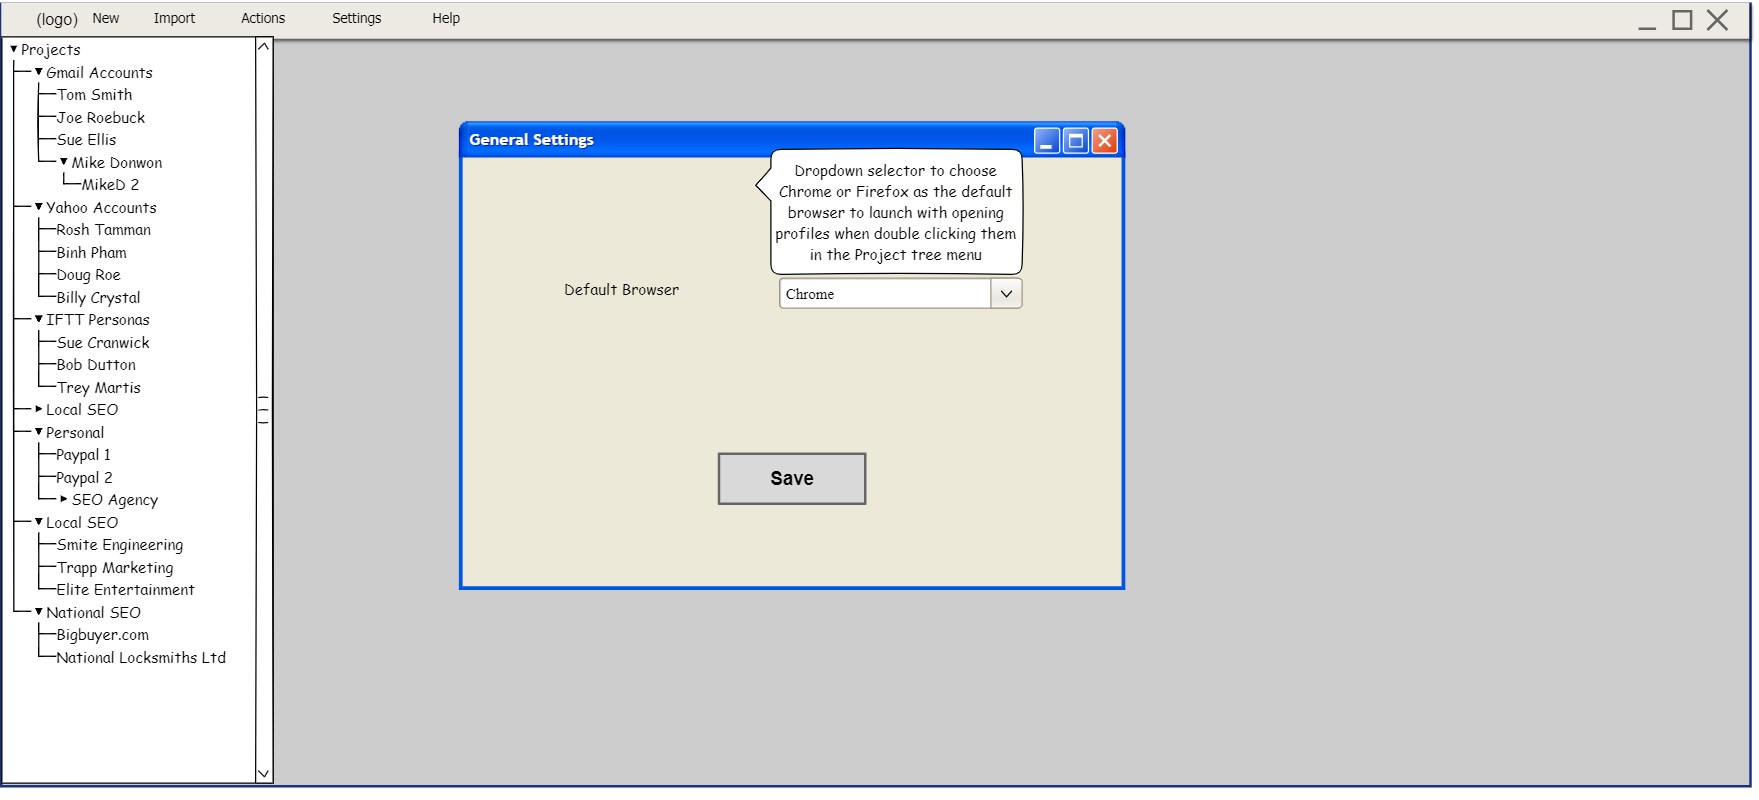 (logo) New Import Actions Settings Help
Projects
Gmail Accounts
Tom Smith
Joe Roebuck
Sue Ellis
Mike Donwon
MikeD 2
Yahoo Accounts
Rosh Tamman
Binh Pham
Doug Roe
Billy Crystal
IFTT Personas
Sue Cranwick
Bob Dutton
Trey Martis
Local SEO
Personal
Paypal 1
Paypal 2
SEO Agency
Local SEO
Smite Engineering
Trapp Marketing
Elite Entertainment
National SEO
Bigbuyer.com
National Locksmiths Ltd
General Settings
Dropdown selector to choose
Chrome or Firefox as the default
browser to launch with opening
profiles when double clicking them
in the Project tree menu
Default Browser Chrome
Save